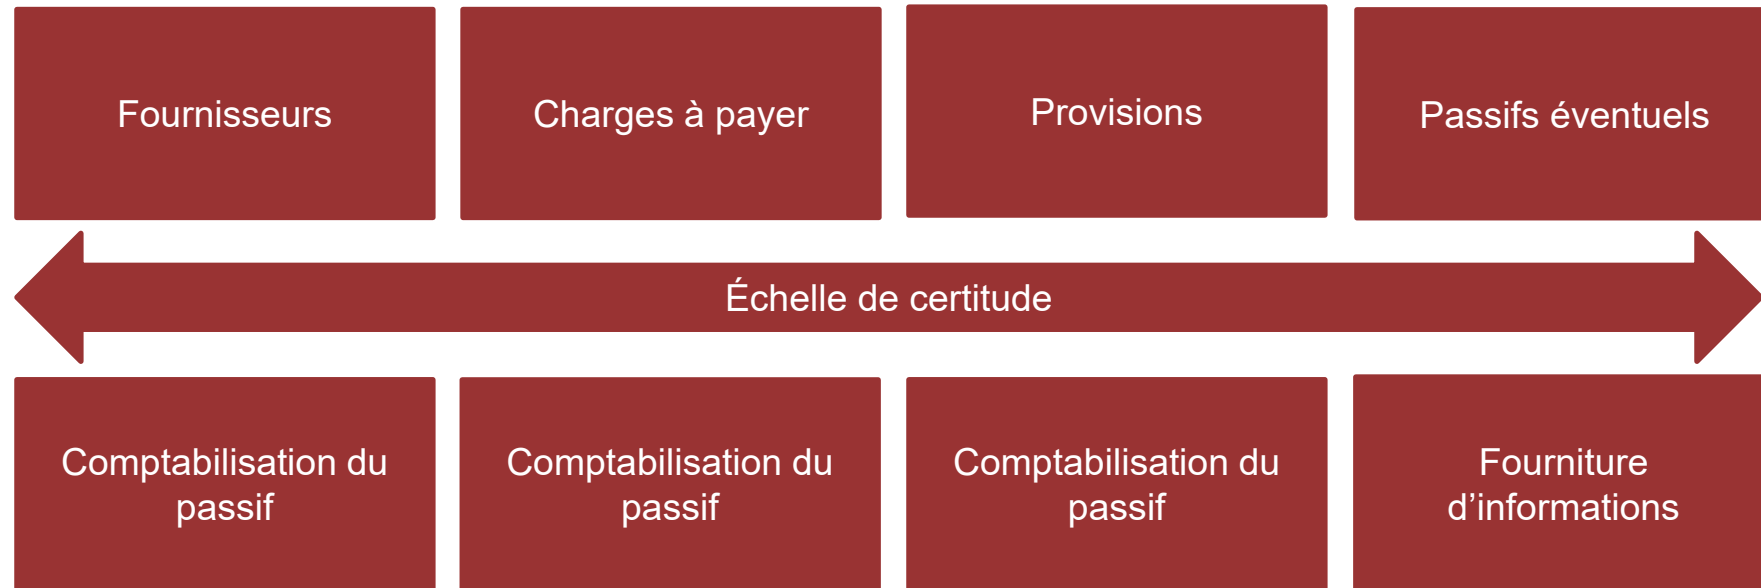 Fournisseurs
Charges à payer
Provisions
Passifs éventuels
Échelle de certitude
Comptabilisation du
passif
Comptabilisation du
passif
Comptabilisation du
passif
Fourniture
d’informations